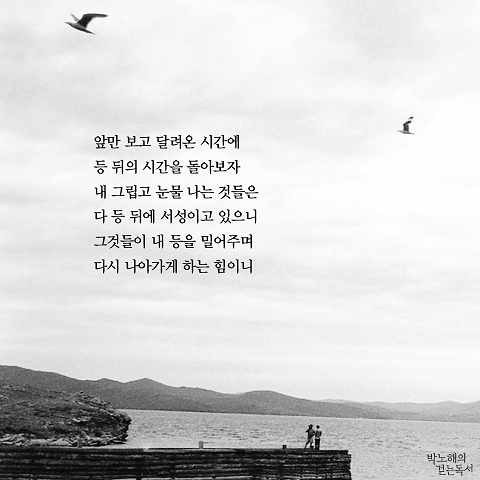 앞만 보고 달려온 시간에
등 뒤의 시간을 돌아보자
내 그립고 눈물 나는 것들은
다 등 뒤에 서성이고 있으니
그것들이 내 등을 밀어주며
다시 나아가게 하는 힘이니
박노해의
걷는독서